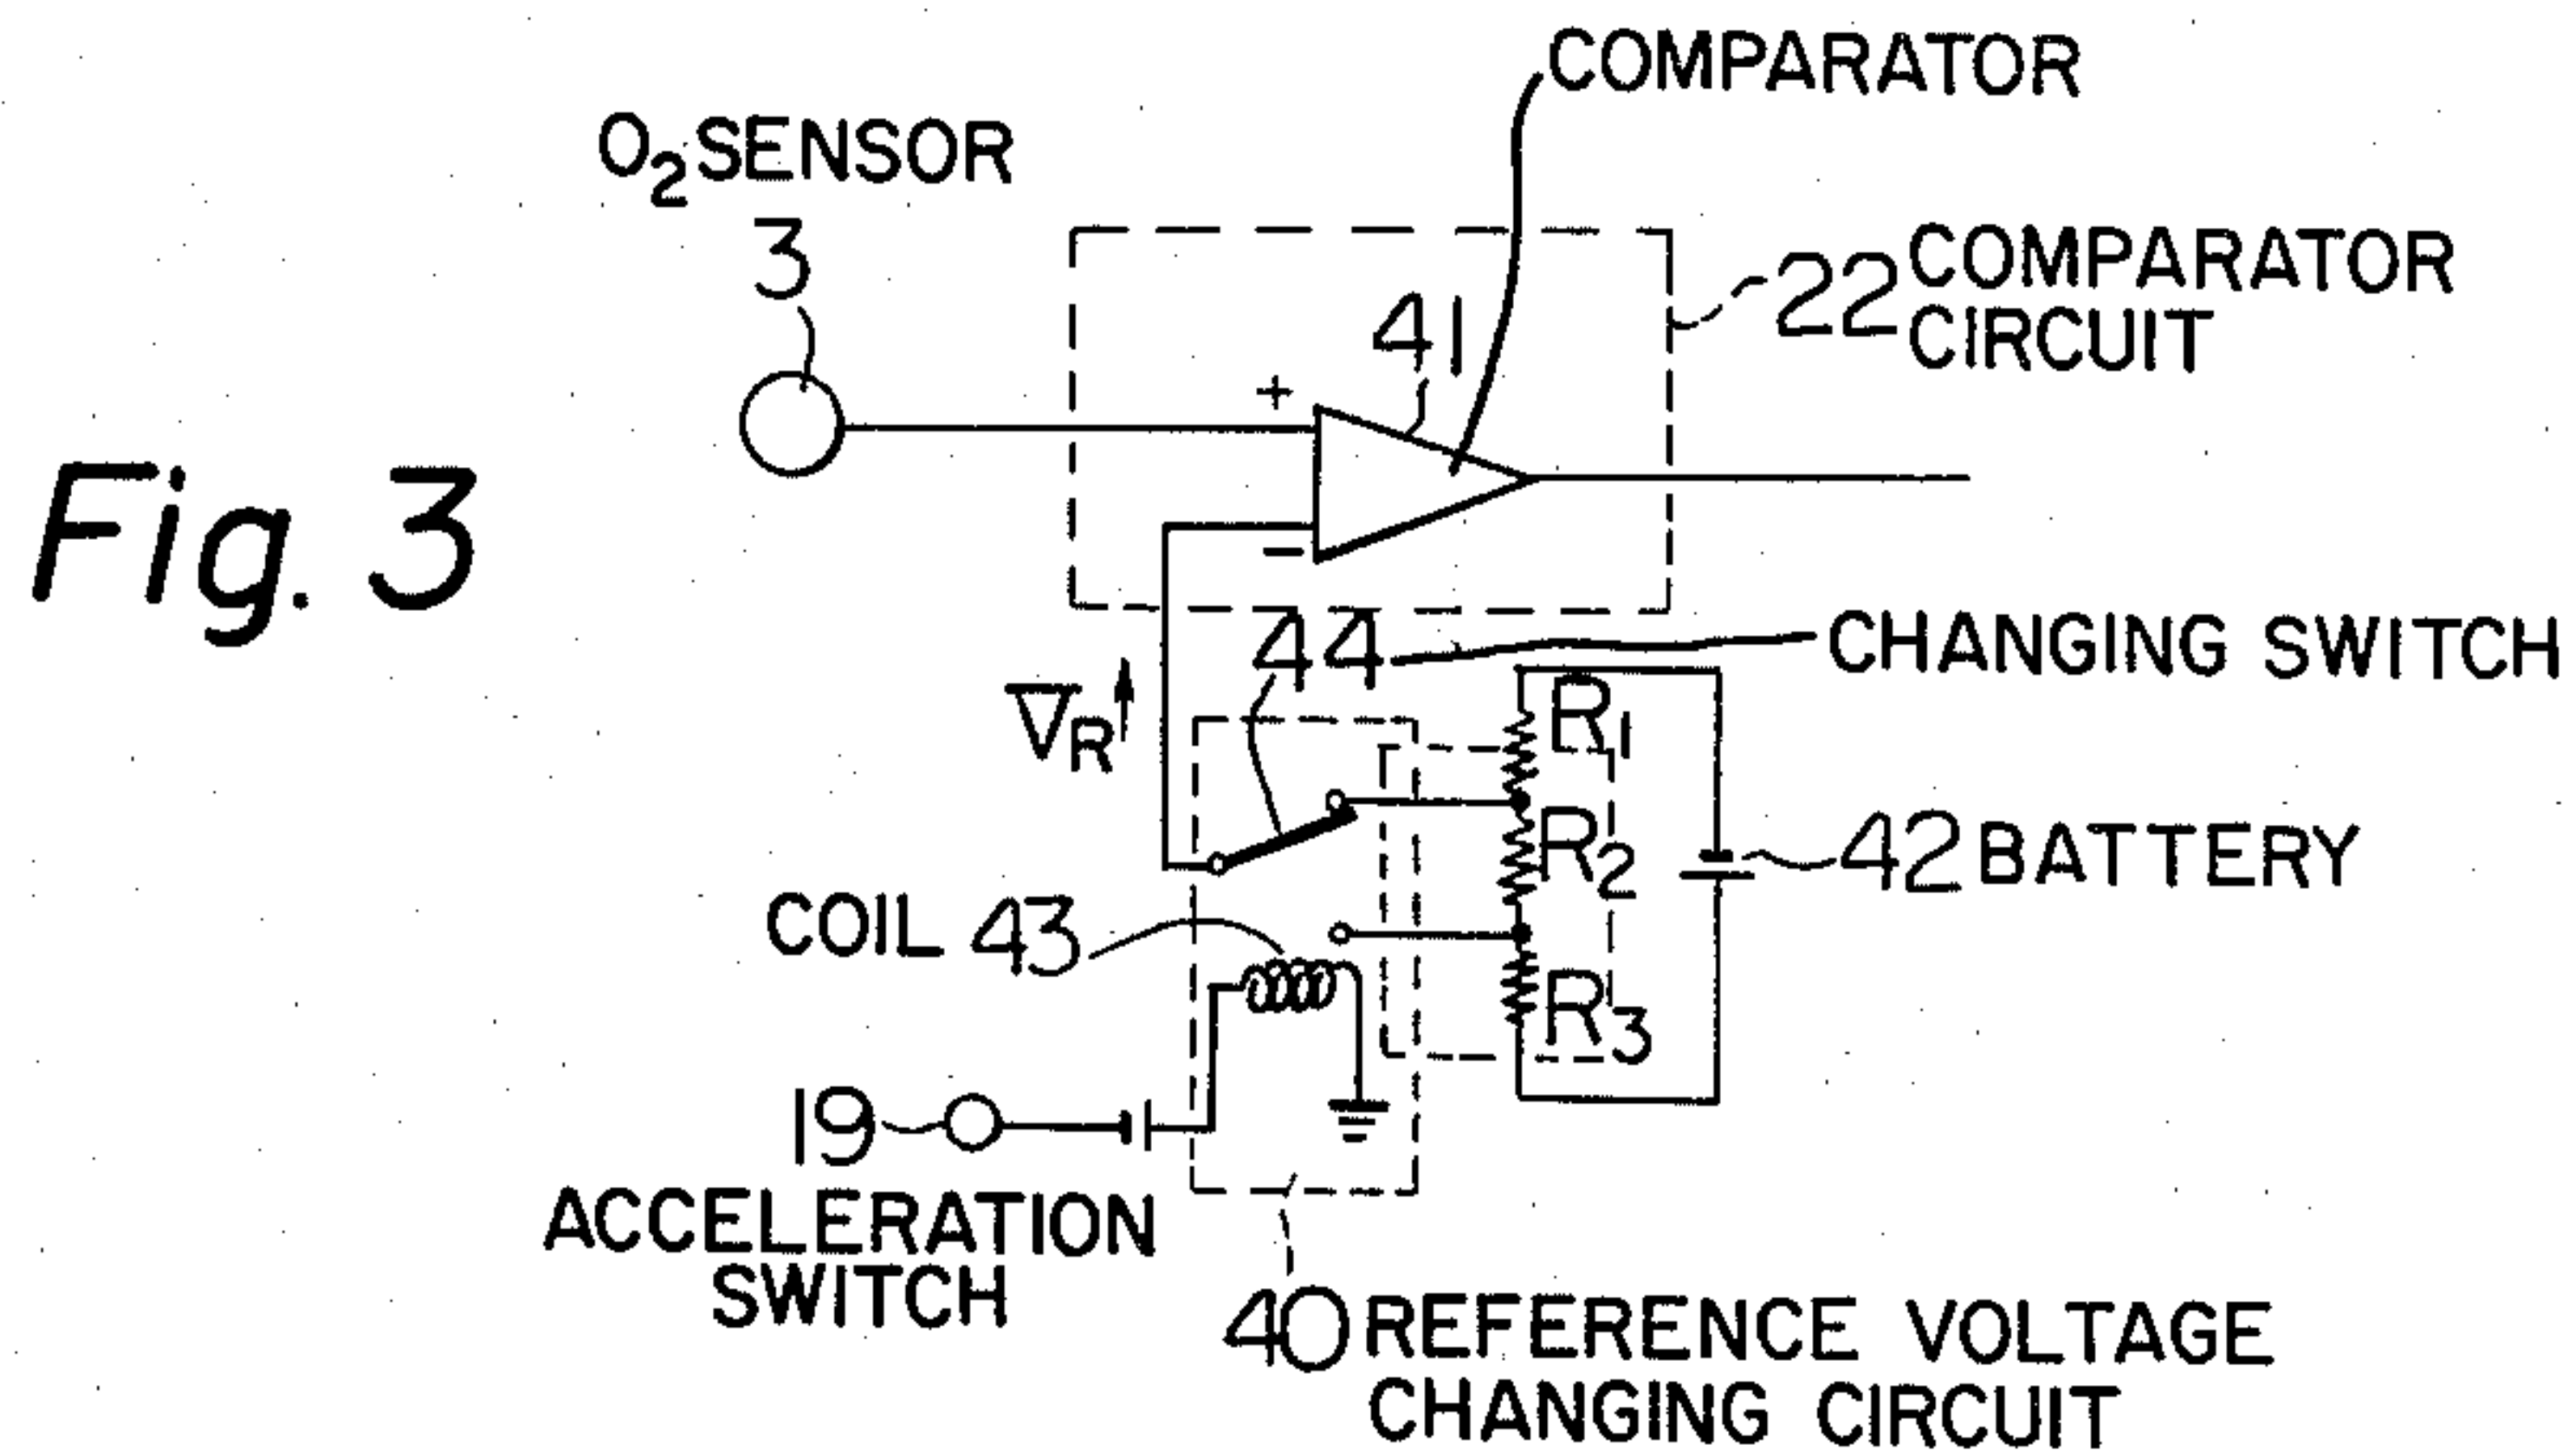 COMPARATOR
O₂ SENSOR
3
22 COMPARATOR
CIRCUIT
41
+
Fig. 3
−
44 CHANGING SWITCH
V̅R
R1
R2
42 BATTERY
COIL 43
R3
19
ACCELERATION
SWITCH
40 REFERENCE VOLTAGE
CHANGING CIRCUIT